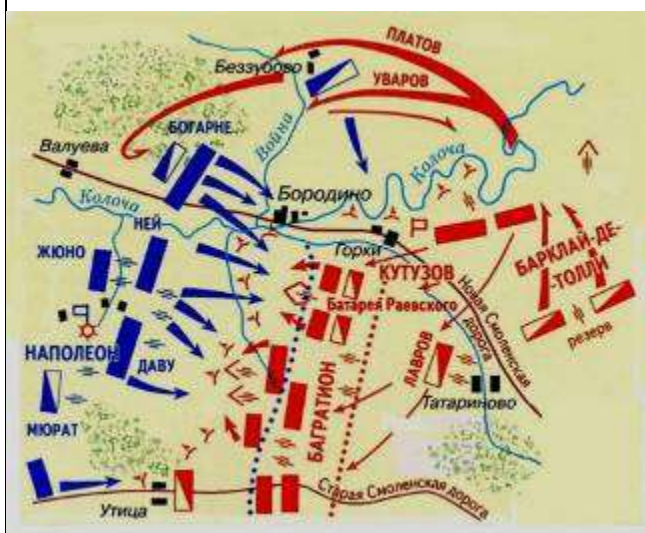 ПЛАТОВ
Беззубово
УВАРОВ
БОГАРНЕ
Война
Валуева
Колоча
Бородино
Колоча
НЕЙ
ЖЮНО
Горки
КУТУЗОВ
БАРКЛАЙ-ДЕ-
-ТОЛЛИ
Батарея Раевского
Новая Смоленская
дорога
резерв
НАПОЛЕОН
ДАВУ
ЛАВРОВ
БАГРАТИОН
Татариново
МЮРАТ
Старая Смоленская дорога
Утица